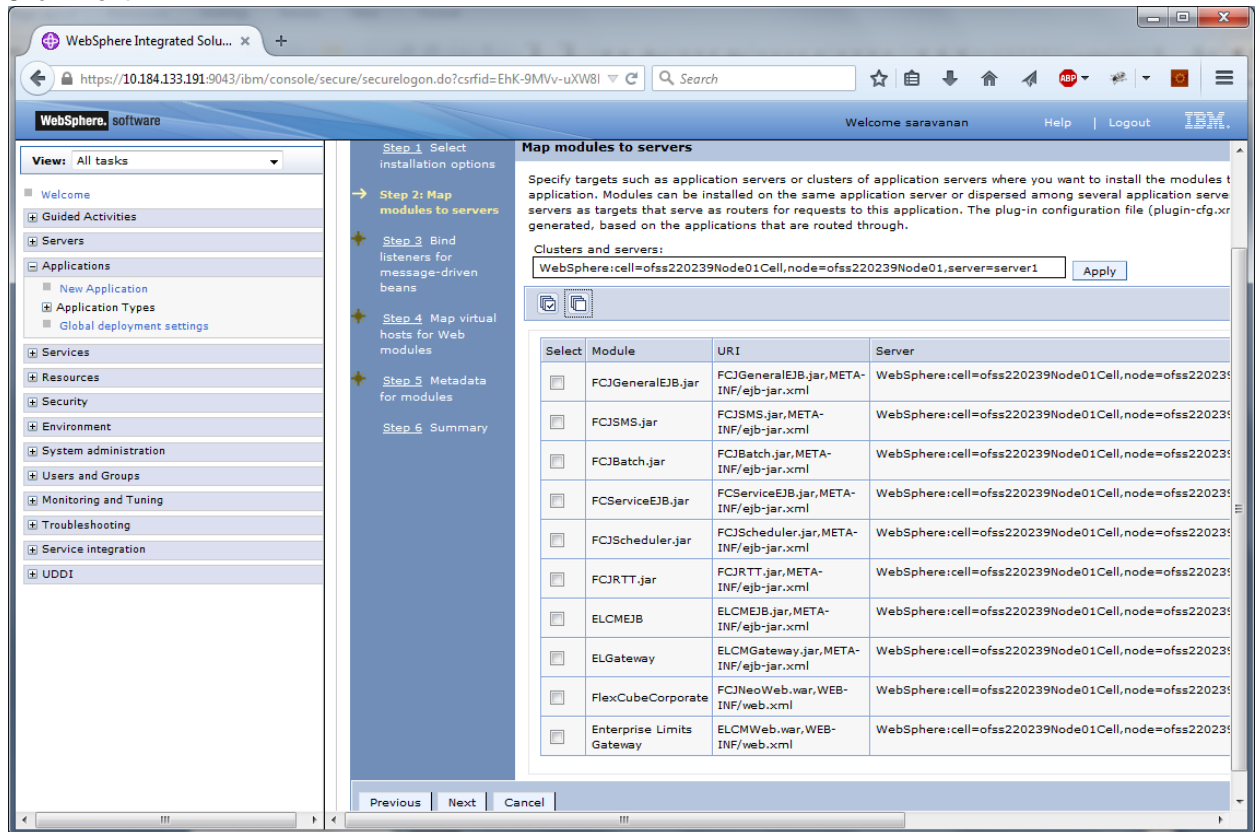 WebSphere Integrated Solu... × +
https://10.184.133.191:9043/ibm/console/secure/securelogon.do?csrfid=EhK-9MVv-uXW8I
Search
ABP
WebSphere. software
Welcome saravanan
Help | Logout
IBM.
View: All tasks
Welcome
Guided Activities
Servers
Applications
New Application
Application Types
Global deployment settings
Services
Resources
Security
Environment
System administration
Users and Groups
Monitoring and Tuning
Troubleshooting
Service integration
UDDI
Step 1 Select
installation options
Step 2: Map
modules to servers
Step 3 Bind
listeners for
message-driven
beans
Step 4 Map virtual
hosts for Web
modules
Step 5 Metadata
for modules
Step 6 Summary
Map modules to servers
Specify targets such as application servers or clusters of application servers where you want to install the modules
application. Modules can be installed on the same application server or dispersed among several application serve
servers as targets that serve as routers for requests to this application. The plug-in configuration file (plugin-cfg.x
generated, based on the applications that are routed through.
Clusters and servers:
WebSphere:cell=ofss220239Node01Cell,node=ofss220239Node01,server=server1
Apply
Select Module URI Server
FCJGeneralEJB.jar FCJGeneralEJB.jar,META- WebSphere:cell=ofss220239Node01Cell,node=ofss22023
INF/ejb-jar.xml
FCJSMS.jar FCJSMS.jar,META- WebSphere:cell=ofss220239Node01Cell,node=ofss22023
INF/ejb-jar.xml
FCJBatch.jar FCJBatch.jar,META- WebSphere:cell=ofss220239Node01Cell,node=ofss22023
INF/ejb-jar.xml
FCServiceEJB.jar FCServiceEJB.jar,META- WebSphere:cell=ofss220239Node01Cell,node=ofss22023
INF/ejb-jar.xml
FCJScheduler.jar FCJScheduler.jar,META- WebSphere:cell=ofss220239Node01Cell,node=ofss22023
INF/ejb-jar.xml
FCJRTT.jar FCJRTT.jar,META- WebSphere:cell=ofss220239Node01Cell,node=ofss22023
INF/ejb-jar.xml
ELCMEJB ELCMEJB.jar,META- WebSphere:cell=ofss220239Node01Cell,node=ofss22023
INF/ejb-jar.xml
ELGateway ELCMGateway.jar,META- WebSphere:cell=ofss220239Node01Cell,node=ofss22023
INF/ejb-jar.xml
FlexCubeCorporate FCJNeoWeb.war,WEB- WebSphere:cell=ofss220239Node01Cell,node=ofss22023
INF/web.xml
Enterprise Limits ELCMWeb.war,WEB- WebSphere:cell=ofss220239Node01Cell,node=ofss22023
Gateway INF/web.xml
Previous Next Cancel